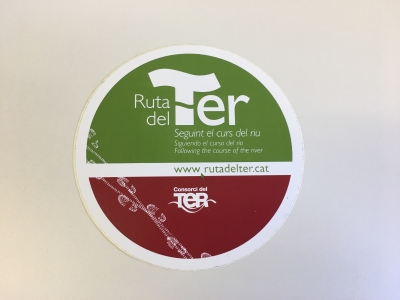 Ruta del Ter
Seguint el curs del riu
Siguiendo el curso del río
Following the course of the river
www.rutadelter.cat
Consorci del
TER